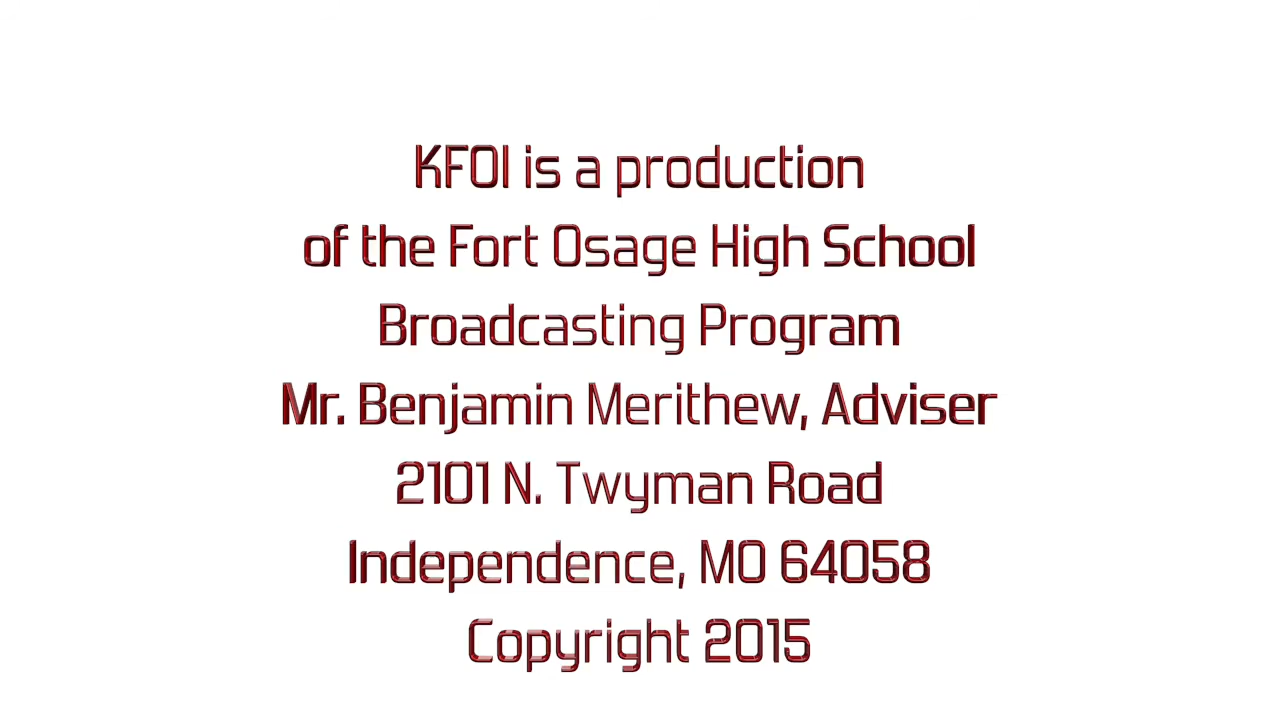 KFOI is a production
of the Fort Osage High School
Broadcasting Program
Mr. Benjamin Merithew, Adviser
2101 N. Twyman Road
Independence, MO 64058
Copyright 2015